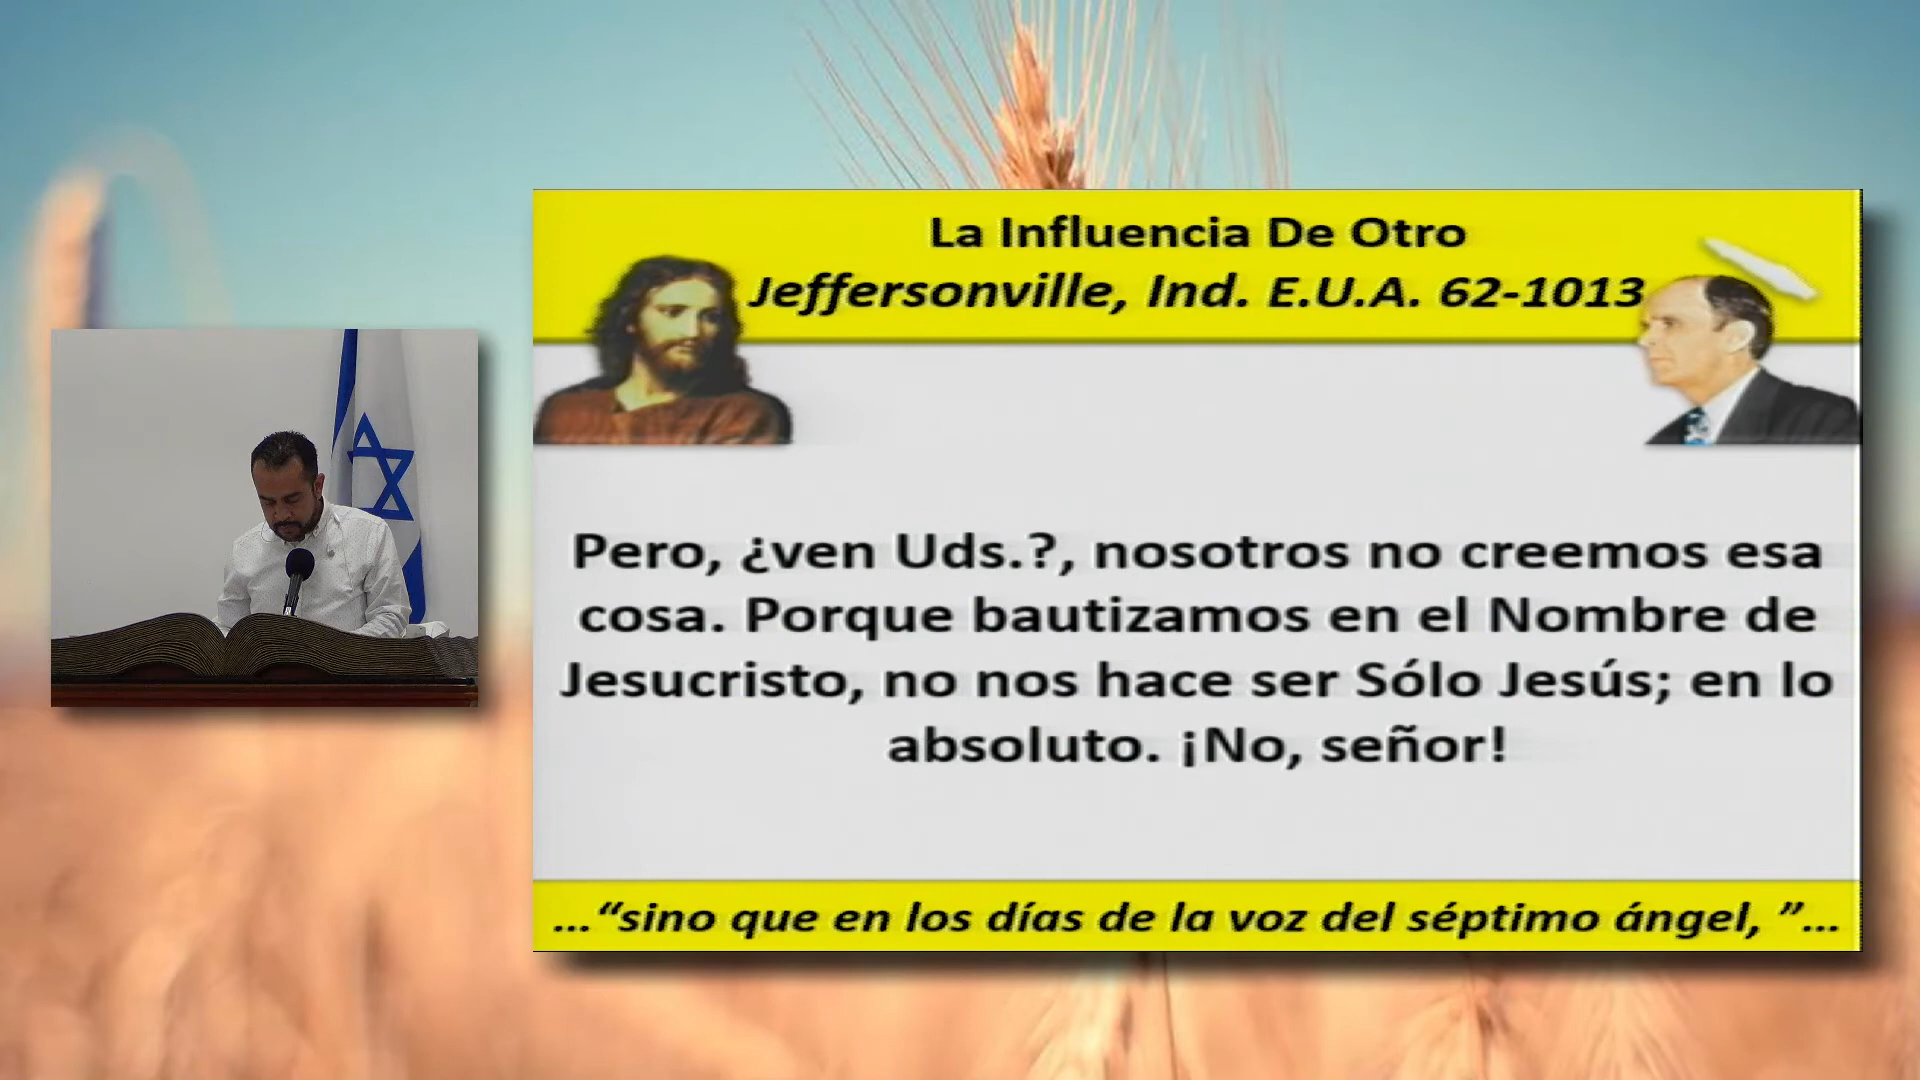 La Influencia De Otro
Jeffersonville, Ind. E.U.A. 62-1013
Pero, ¿ven Uds.?, nosotros no creemos esa
cosa. Porque bautizamos en el Nombre de
Jesucristo, no nos hace ser Sólo Jesús; en lo
absoluto. ¡No, señor!
...“sino que en los días de la voz del séptimo ángel, ”...